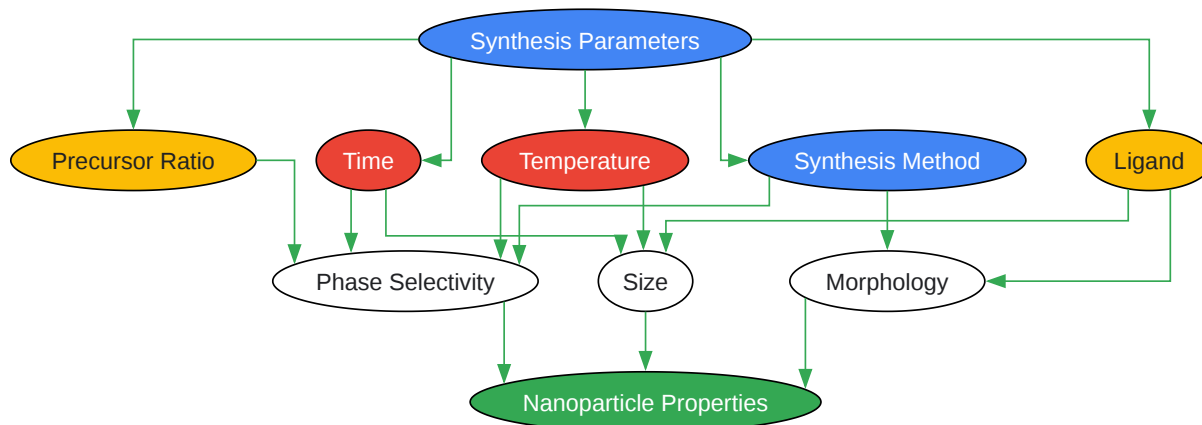 Synthesis Parameters
Precursor Ratio
Time
Temperature
Synthesis Method
Ligand
Phase Selectivity
Size
Morphology
Nanoparticle Properties